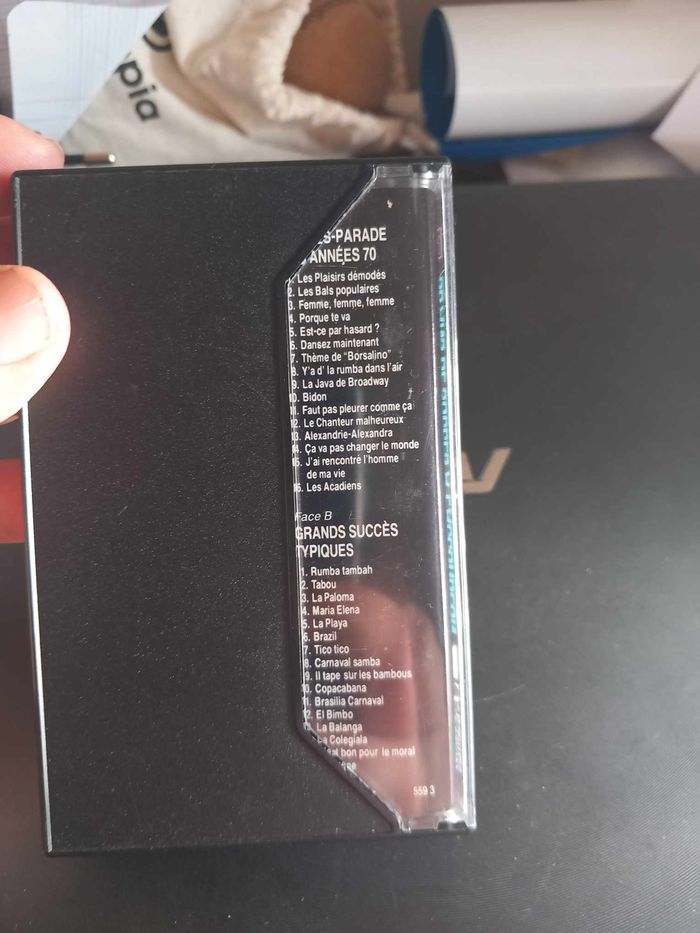 pia
S-PARADE
ANNÉES 70
1. Les Plaisirs démodés
2. Les Bals populaires
3. Femme, femme, femme
4. Porque te va
5. Est-ce par hasard ?
6. Dansez maintenant
7. Thème de "Borsalino"
8. Y'a d' la rumba dans l'air
9. La Java de Broadway
10. Bidon
11. Faut pas pleurer comme ça
12. Le Chanteur malheureux
13. Alexandrie-Alexandra
14. Ça va pas changer le monde
15. J'ai rencontré l'homme
de ma vie
16. Les Acadiens
Face B
GRANDS SUCCÈS
TYPIQUES
1. Rumba tambah
2. Tabou
3. La Paloma
4. Maria Elena
5. La Playa
6. Brazil
7. Tico tico
8. Carnaval samba
9. Il tape sur les bambous
10. Copacabana
11. Brasilia Carnaval
12. El Bimbo
13. La Balanga
La Colegiala
bon pour le moral
559 3